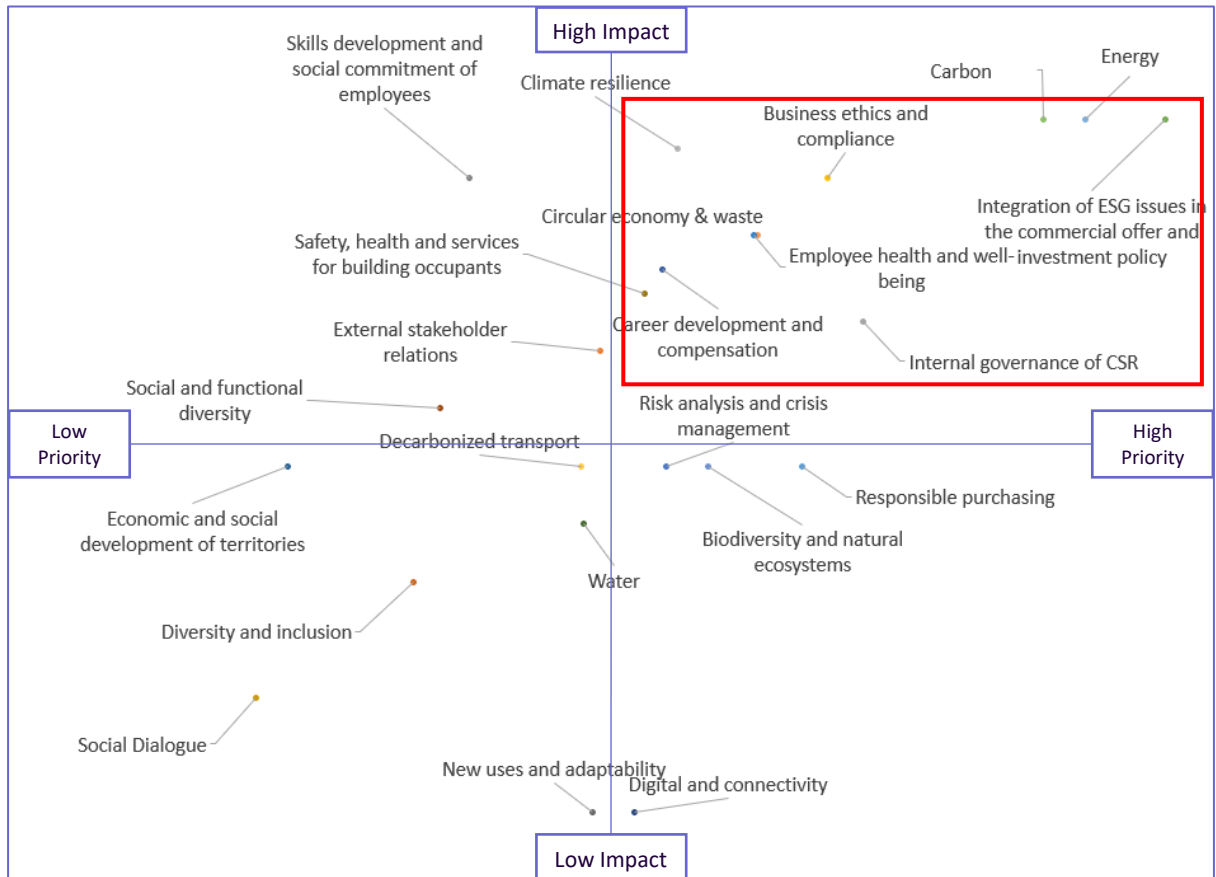 High Impact
Skills development and
social commitment of
employees
Climate resilience
Carbon
Energy
Business ethics and
compliance
Integration of ESG issues in
the commercial offer and
investment policy
Circular economy & waste
Employee health and well-
being
Safety, health and services
for building occupants
Career development and
compensation
External stakeholder
relations
Internal governance of CSR
Social and functional
diversity
Risk analysis and crisis
management
Low
Priority
Decarbonized transport
High
Priority
Responsible purchasing
Economic and social
development of territories
Biodiversity and natural
ecosystems
Water
Diversity and inclusion
Social Dialogue
New uses and adaptability
Digital and connectivity
Low Impact